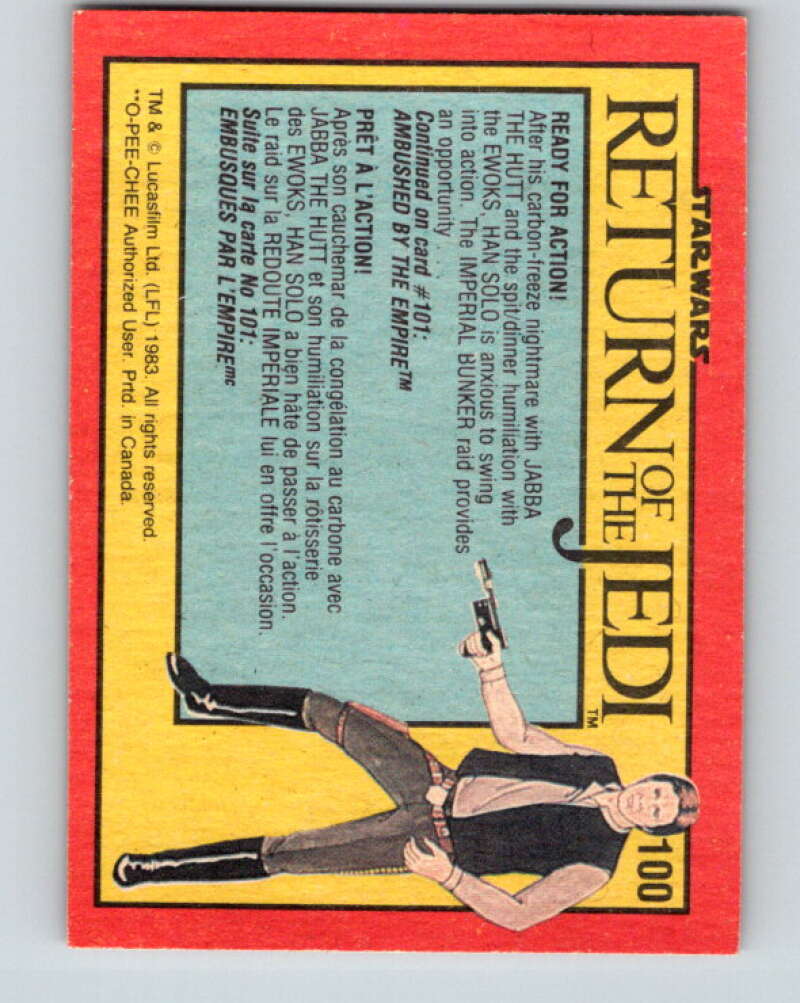 STAR WARS
RETURN OF THE JEDI™
100
READY FOR ACTION!
After his carbon-freeze nightmare with JABBA
THE HUTT and the spit/dinner humiliation with
the EWOKS, HAN SOLO is anxious to swing
into action. The IMPERIAL BUNKER raid provides
an opportunity . . .
Continued on card #101:
AMBUSHED BY THE EMPIRE™
PRÊT À L'ACTION!
Après son cauchemar de la congélation au carbone avec
JABBA THE HUTT et son humiliation sur la rôtisserie
des EWOKS, HAN SOLO a bien hâte de passer à l'action.
Le raid sur la REDOUTE IMPÉRIALE lui en offre l'occasion.
Suite sur la carte No 101:
EMBUSQUÉS PAR L'EMPIREmc
TM & © Lucasfilm Ltd. (LFL) 1983. All rights reserved.
**O-PEE-CHEE Authorized User. Prtd. in Canada.